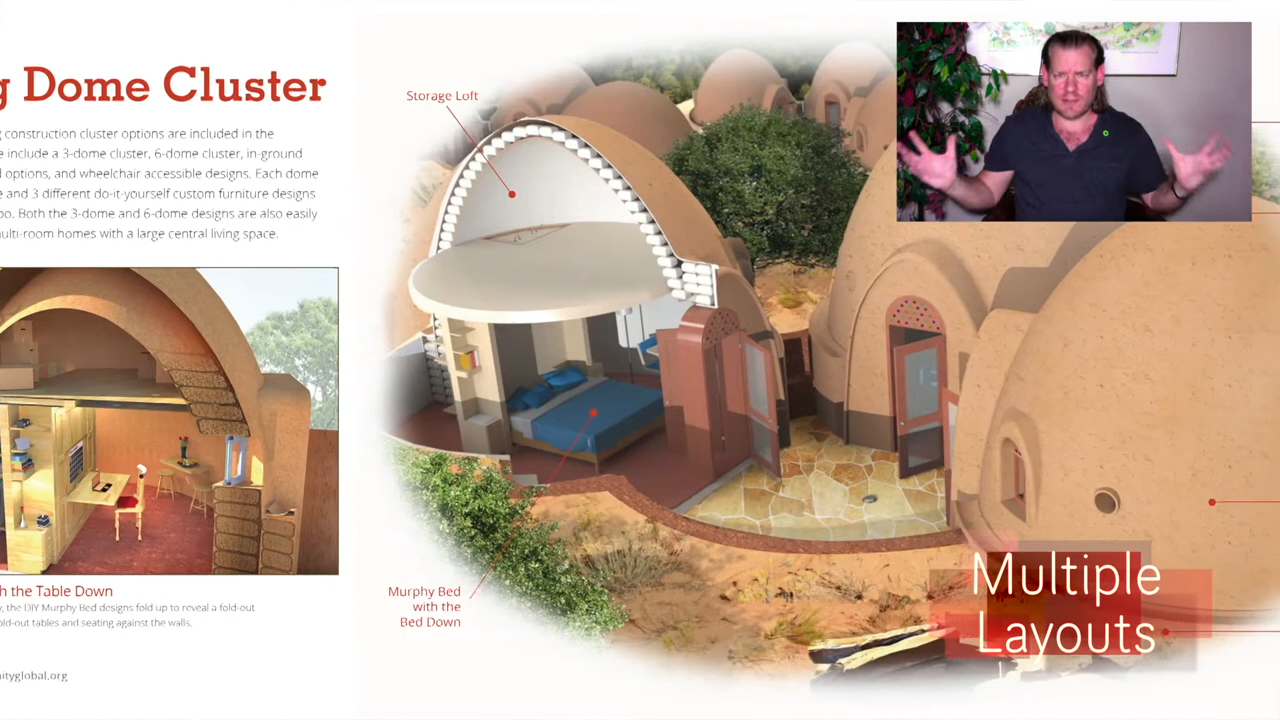 g Dome Cluster
g construction cluster options are included in the
e include a 3-dome cluster, 6-dome cluster, in-ground
d options, and wheelchair accessible designs. Each dome
e and 3 different do-it-yourself custom furniture designs
oo. Both the 3-dome and 6-dome designs are also easily
ulti-room homes with a large central living space.
h the Table Down
y, the DIY Murphy Bed designs fold up to reveal a fold-out
old-out tables and seating against the walls.
nityglobal.org
Storage Loft
Murphy Bed
with the
Bed Down
Multiple
Layouts